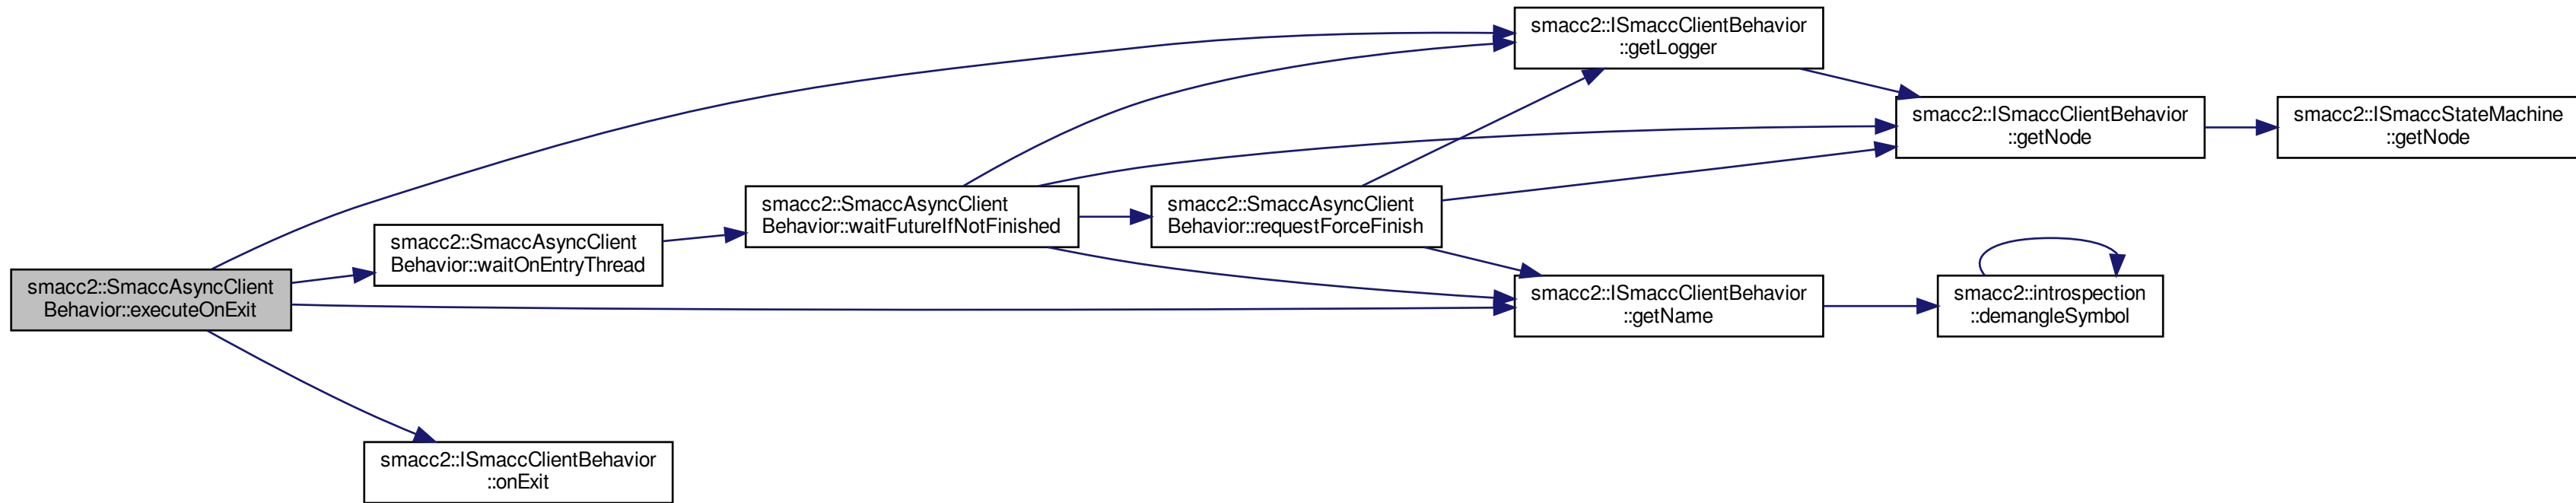 smacc2::SmaccAsyncClient
Behavior::executeOnExit
smacc2::SmaccAsyncClient
Behavior::waitOnEntryThread
smacc2::ISmaccClientBehavior
::onExit
smacc2::SmaccAsyncClient
Behavior::waitFutureIfNotFinished
smacc2::SmaccAsyncClient
Behavior::requestForceFinish
smacc2::ISmaccClientBehavior
::getLogger
smacc2::ISmaccClientBehavior
::getName
smacc2::ISmaccClientBehavior
::getNode
smacc2::introspection
::demangleSymbol
smacc2::ISmaccStateMachine
::getNode